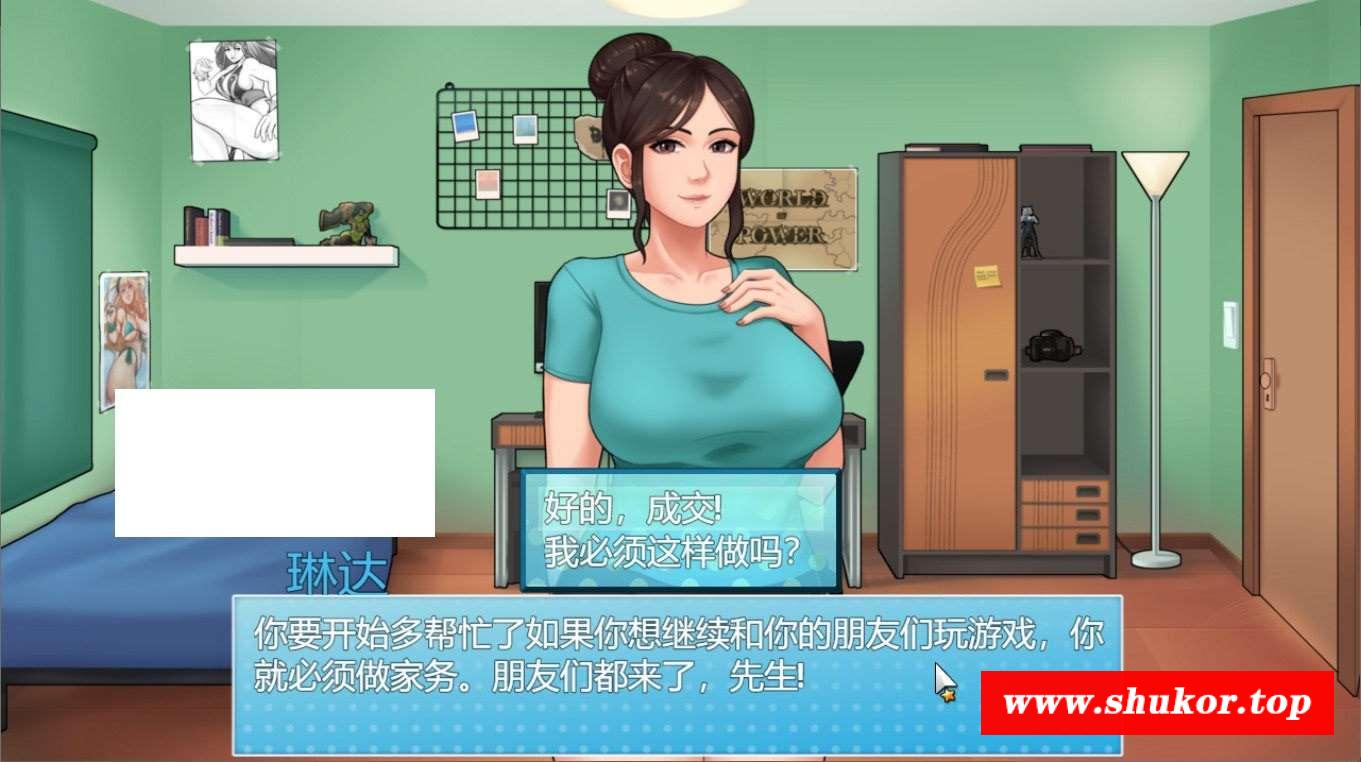 WORLD
OF
POWER
好的，成交!
我必须这样做吗？
琳达
你要开始多帮忙了如果你想继续和你的朋友们玩游戏，你
就必须做家务。朋友们都来了，先生!
www.shukor.top